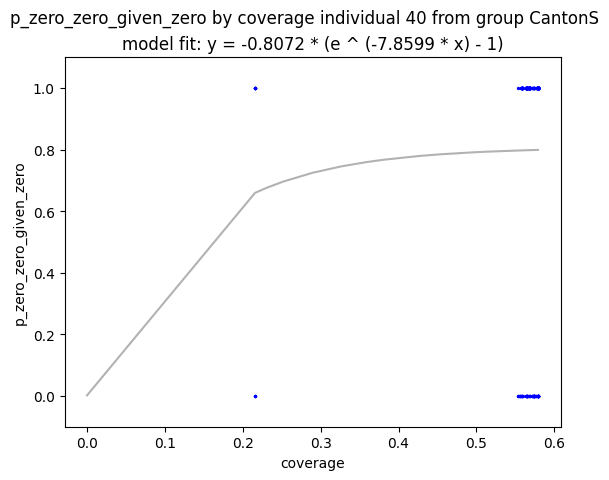 p_zero_zero_given_zero by coverage individual 40 from group CantonS
model fit: y = -0.8072 * (e ^ (-7.8599 * x) - 1)
1.0
0.8
0.6
0.4
0.2
0.0
p_zero_zero_given_zero
0.0 0.1 0.2 0.3 0.4 0.5 0.6
coverage